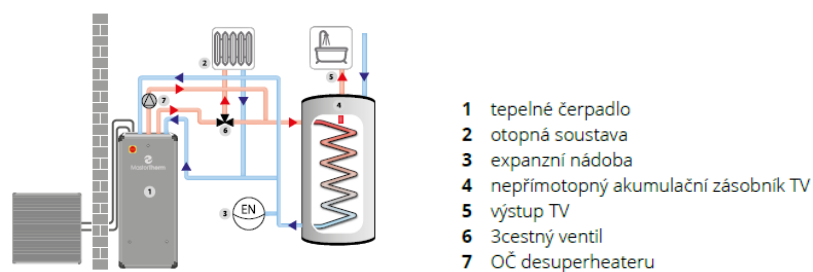 2
7
6
5
4
MasterTherm
1
3
EN
1 tepelné čerpadlo
2 otopná soustava
3 expanzní nádoba
4 nepřímotopný akumulační zásobník TV
5 výstup TV
6 3cestný ventil
7 OČ desuperheateru